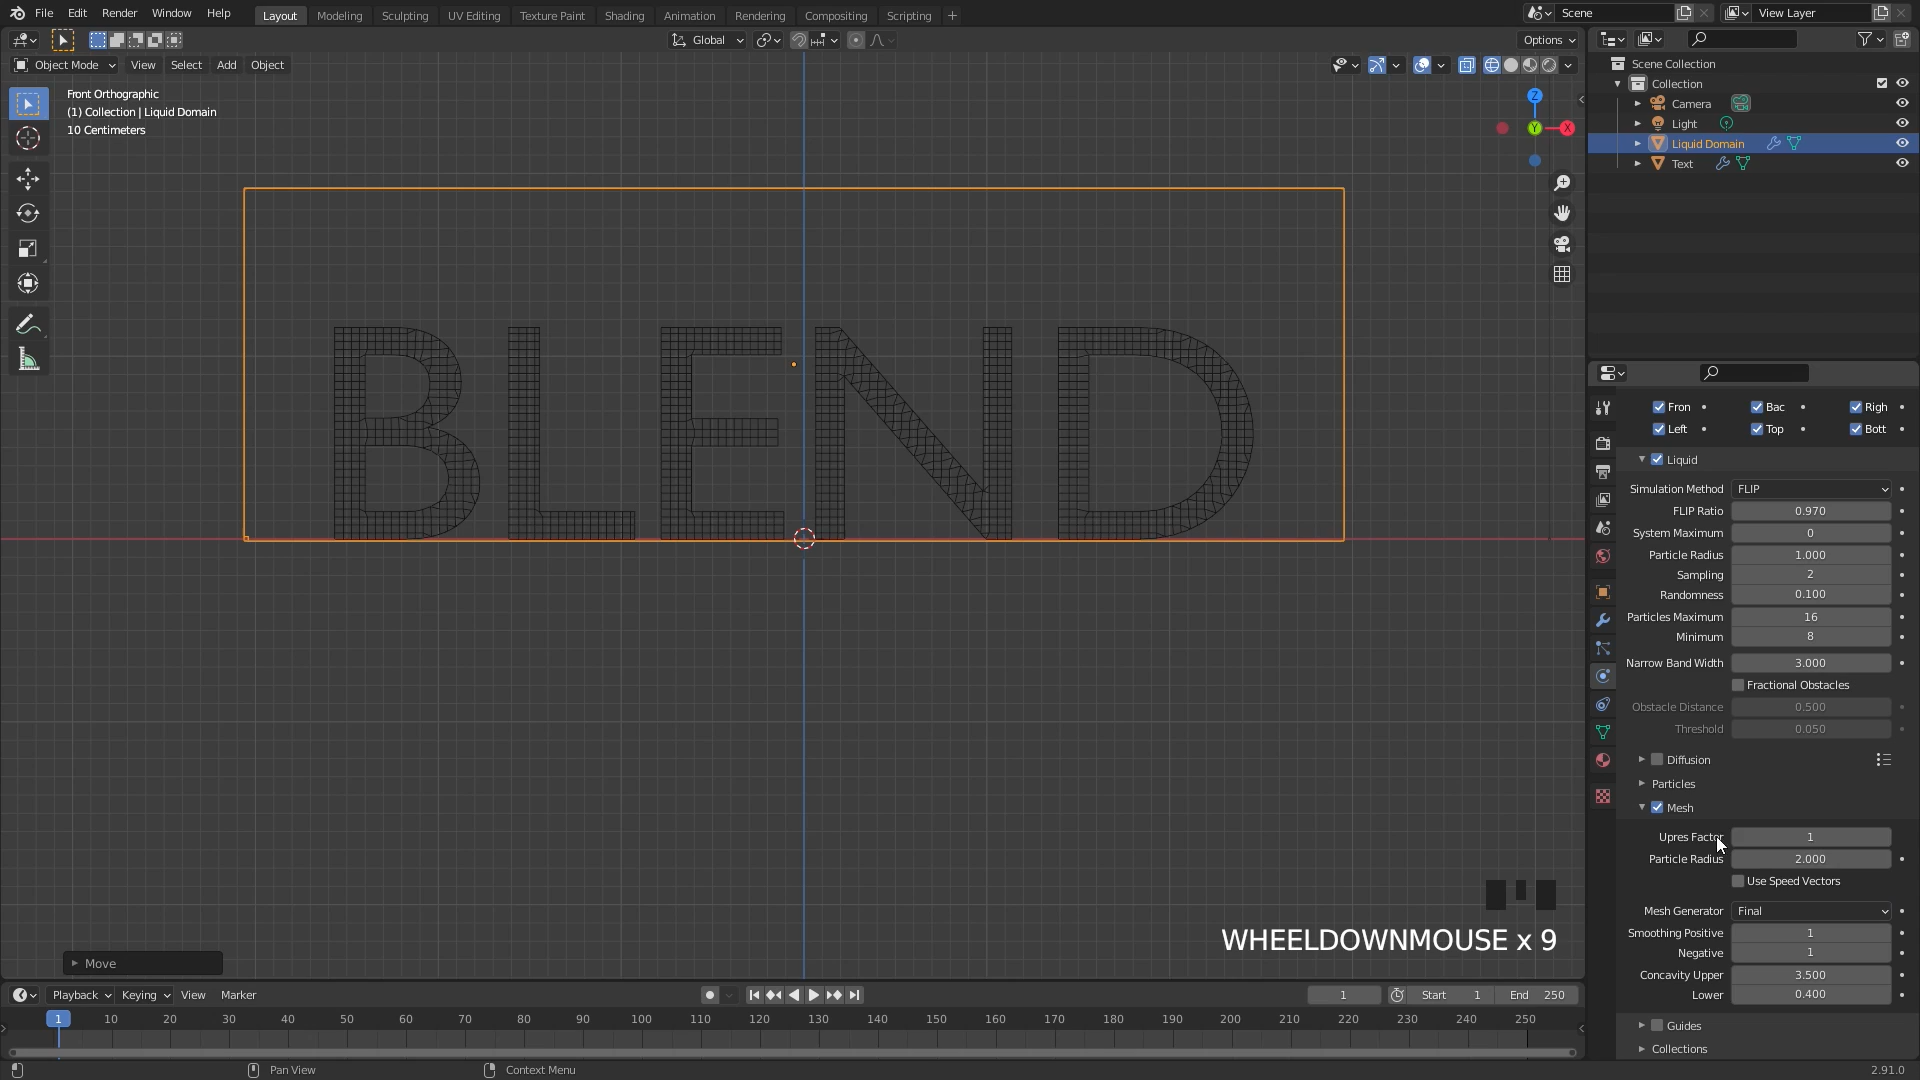 File Edit Render Window Help
Layout Modeling Sculpting UV Editing Texture Paint Shading Animation Rendering Compositing Scripting +
Scene
View Layer
Global
Options
Object Mode View Select Add Object
Front Orthographic
(1) Collection | Liquid Domain
10 Centimeters
Z
Y
X
BLEND
WHEELDOWNMOUSE x 9
Move
Scene Collection
Collection
Camera
Light
Liquid Domain
Text
Fron Bac Righ
Left Top Bott
Liquid
Simulation Method FLIP
FLIP Ratio 0.970
System Maximum 0
Particle Radius 1.000
Sampling 2
Randomness 0.100
Particles Maximum 16
Minimum 8
Narrow Band Width 3.000
Fractional Obstacles
Obstacle Distance 0.500
Threshold 0.050
Diffusion
Particles
Mesh
Upres Factor 1
Particle Radius 2.000
Use Speed Vectors
Mesh Generator Final
Smoothing Positive 1
Negative 1
Concavity Upper 3.500
Lower 0.400
Guides
Collections
Playback Keying View Marker
1 Start 1 End 250
1 10 20 30 40 50 60 70 80 90 100 110 120 130 140 150 160 170 180 190 200 210 220 230 240 250
Pan View Context Menu 2.91.0